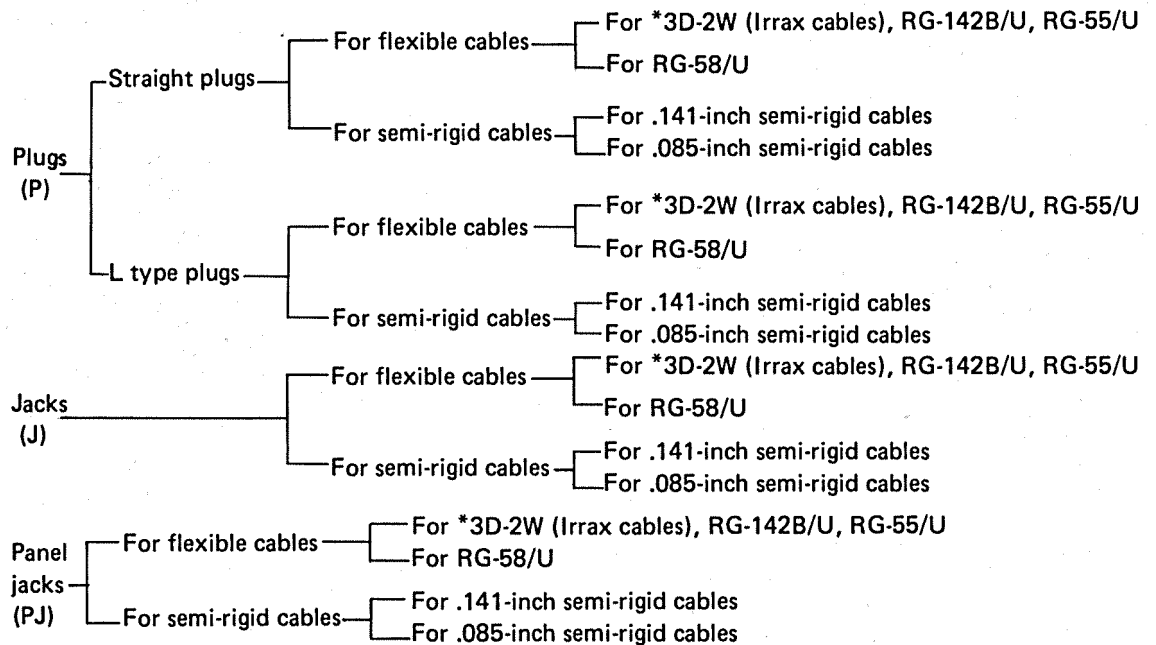 For *3D-2W (Irrax cables), RG-142B/U, RG-55/U
For flexible cables
For RG-58/U
Straight plugs
For .141-inch semi-rigid cables
For semi-rigid cables
For .085-inch semi-rigid cables
Plugs
(P)
For *3D-2W (Irrax cables), RG-142B/U, RG-55/U
For flexible cables
For RG-58/U
L type plugs
For .141-inch semi-rigid cables
For semi-rigid cables
For .085-inch semi-rigid cables
For *3D-2W (Irrax cables), RG-142B/U, RG-55/U
For flexible cables
For RG-58/U
Jacks
(J)
For .141-inch semi-rigid cables
For semi-rigid cables
For .085-inch semi-rigid cables
For *3D-2W (Irrax cables), RG-142B/U, RG-55/U
For flexible cables
For RG-58/U
Panel
jacks
(PJ)
For .141-inch semi-rigid cables
For semi-rigid cables
For .085-inch semi-rigid cables